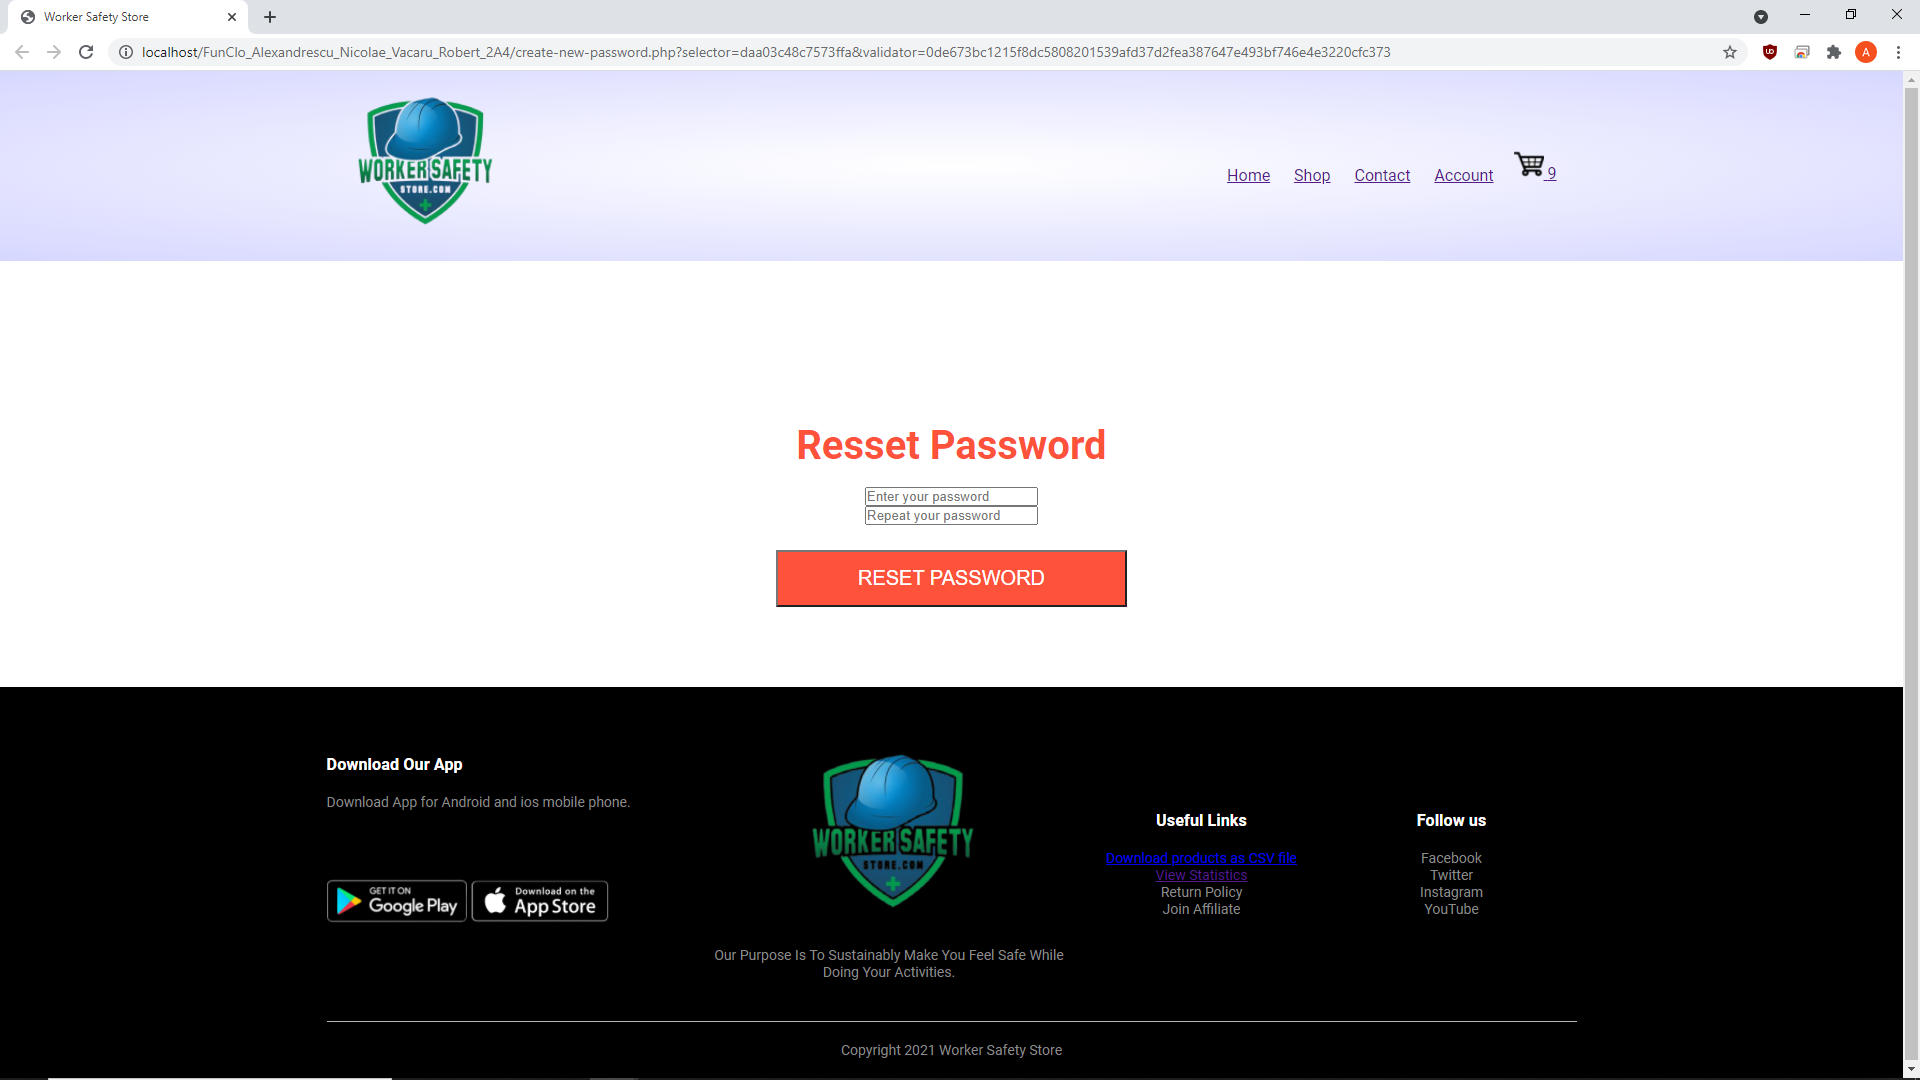 Worker Safety Store
localhost/FunClo_Alexandrescu_Nicolae_Vacaru_Robert_2A4/create-new-password.php?selector=daa03c48c7573ffa&validator=0de673bc1215f8dc5808201539afd37d2fea387647e493bf746e4e3220cfc373
A
WORKER SAFETY
STORE.COM
Home
Shop
Contact
Account
9
Resset Password
Enter your password
Repeat your password
RESET PASSWORD
Download Our App
Download App for Android and ios mobile phone.
GET IT ON
Google Play
Download on the
App Store
WORKER SAFETY
STORE.COM
Our Purpose Is To Sustainably Make You Feel Safe While
Doing Your Activities.
Useful Links
Download products as CSV file
View Statistics
Return Policy
Join Affiliate
Follow us
Facebook
Twitter
Instagram
YouTube
Copyright 2021 Worker Safety Store